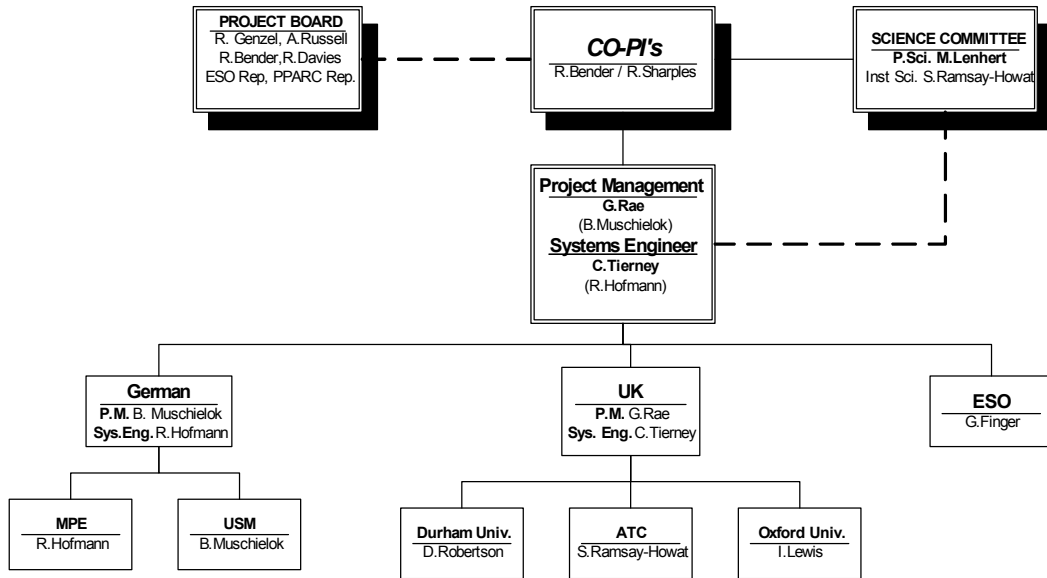 PROJECT BOARD
R. Genzel, A.Russell
R.Bender,R.Davies
ESO Rep, PPARC Rep.
CO-PI's
R.Bender / R.Sharples
SCIENCE COMMITTEE
P.Sci. M.Lenhert
Inst Sci. S.Ramsay-Howat
Project Management
G.Rae
(B.Muschielok)
Systems Engineer
C.Tierney
(R.Hofmann)
German
P.M. B. Muschielok
Sys.Eng. R.Hofmann
UK
P.M. G.Rae
Sys. Eng. C.Tierney
ESO
G.Finger
MPE
R.Hofmann
USM
B.Muschielok
Durham Univ.
D.Robertson
ATC
S.Ramsay-Howat
Oxford Univ.
I.Lewis